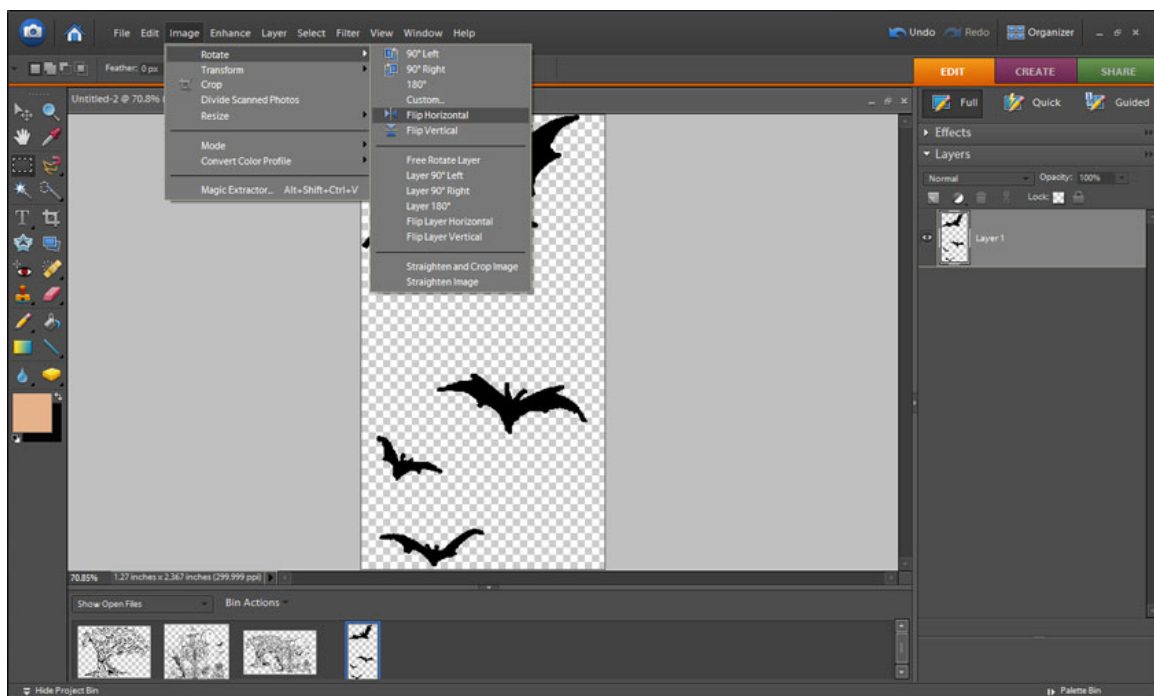 File Edit Image Enhance Layer Select Filter View Window Help
Undo Redo Organizer
Feather: 0 px
EDIT CREATE SHARE
Full Quick Guided
Untitled-2 @ 70.8%
Rotate
Transform
Crop
Divide Scanned Photos
Resize
Mode
Convert Color Profile
Magic Extractor... Alt+Shift+Ctrl+V
90° Left
90° Right
180°
Custom...
Flip Horizontal
Flip Vertical
Free Rotate Layer
Layer 90° Left
Layer 90° Right
Layer 180°
Flip Layer Horizontal
Flip Layer Vertical
Straighten and Crop Image
Straighten Image
Effects
Layers
Normal Opacity: 100%
Lock:
Layer 1
T
70.85% 1.27 inches x 2.367 inches (299.999 ppi)
Show Open Files Bin Actions
Hide Project Bin Palette Bin